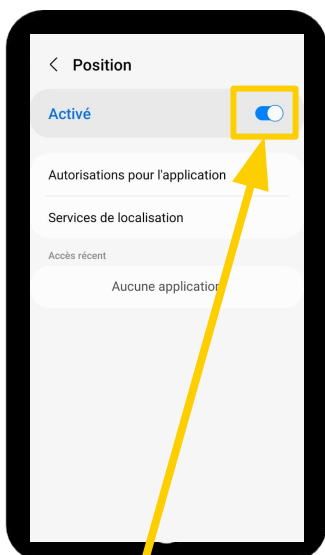 Position
Activé
Autorisations pour l'application
Services de localisation
Accès récent
Aucune application